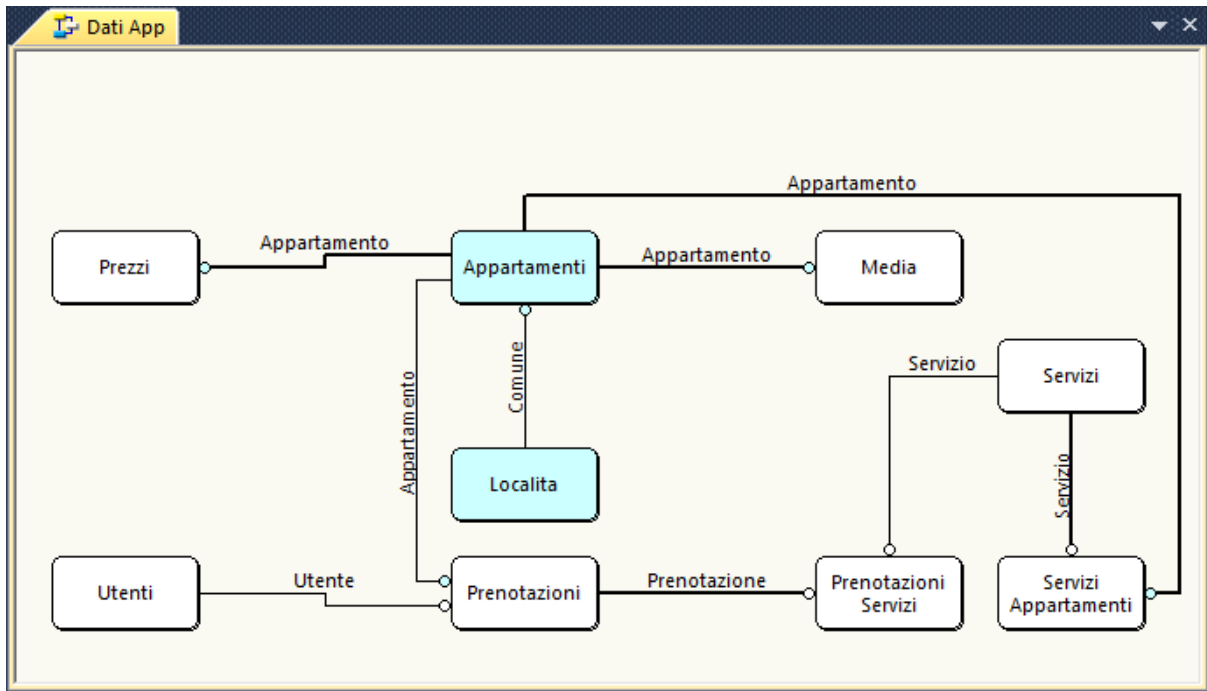 Dati App
Appartamento
Prezzi
Appartamento
Appartamenti
Appartamento
Media
Comune
Servizio
Servizi
Appartamento
Localita
Servizio
Utenti
Utente
Prenotazioni
Prenotazione
Prenotazioni
Servizi
Servizi
Appartamenti